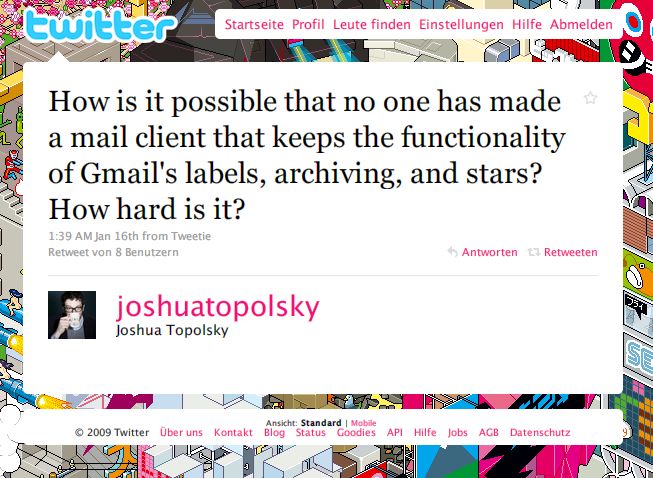 twitter
Startseite Profil Leute finden Einstellungen Hilfe Abmelden
How is it possible that no one has made
a mail client that keeps the functionality
of Gmail's labels, archiving, and stars?
How hard is it?
1:39 AM Jan 16th from Tweetie
Retweet von 8 Benutzern
Antworten Retweeten
joshuatopolsky
Joshua Topolsky
Ansicht: Standard | Mobile
© 2009 Twitter Über uns Kontakt Blog Status Goodies API Hilfe Jobs AGB Datenschutz